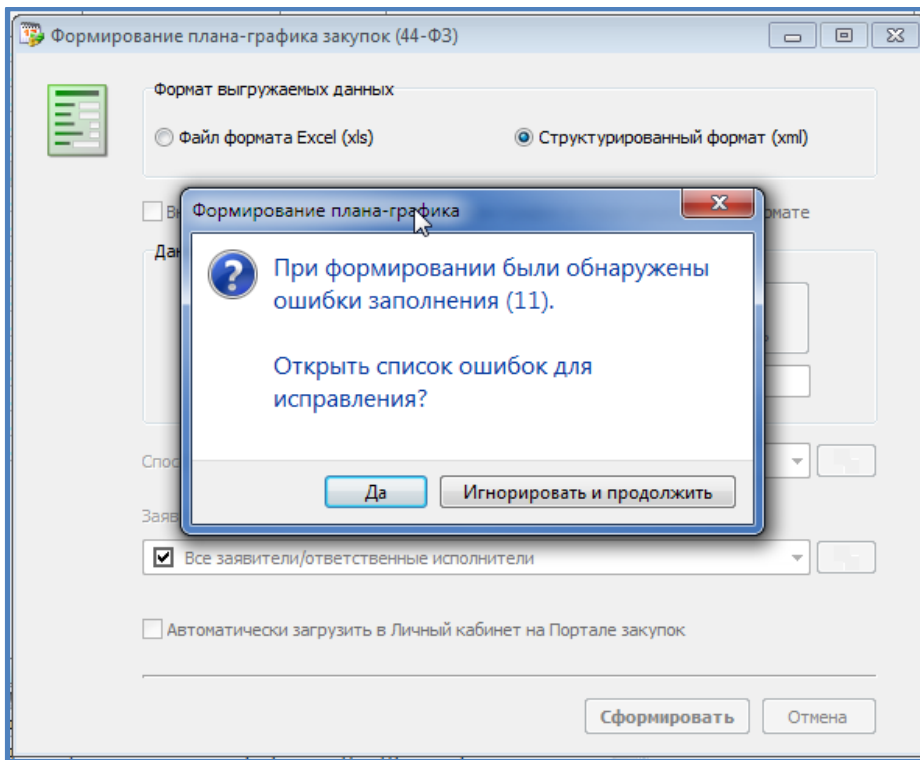 Формирование плана-графика закупок (44-ФЗ)
Формат выгружаемых данных
Файл формата Excel (xls)
Структурированный формат (xml)
Формирование плана-графика
При формировании были обнаружены
ошибки заполнения (11).
Открыть список ошибок для
исправления?
Да
Игнорировать и продолжить
Все заявители/ответственные исполнители
Автоматически загрузить в Личный кабинет на Портале закупок
Сформировать
Отмена